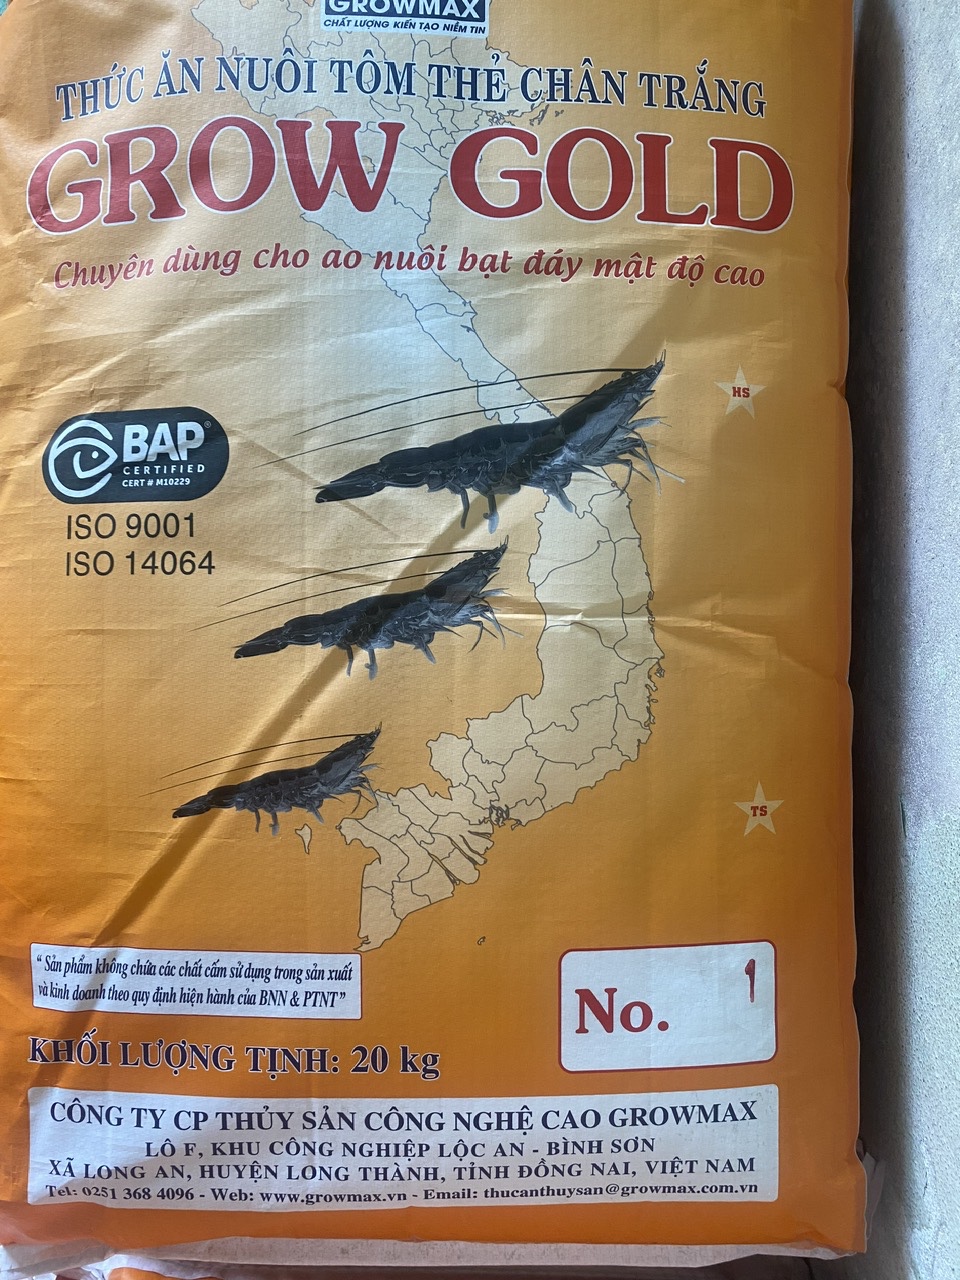 GROWMAX
CHẤT LƯỢNG KIẾN TẠO NIỀM TIN
THỨC ĂN NUÔI TÔM THẺ CHÂN TRẮNG
GROW GOLD
Chuyên dùng cho ao nuôi bạt đáy mật độ cao
HS
BAP®
CERTIFIED
CERT # M10229
ISO 9001
ISO 14064
TS
“ Sản phẩm không chứa các chất cấm sử dụng trong sản xuất
và kinh doanh theo quy định hiện hành của BNN & PTNT”
No. 1
KHỐI LƯỢNG TỊNH: 20 kg
CÔNG TY CP THỦY SẢN CÔNG NGHỆ CAO GROWMAX
LÔ F, KHU CÔNG NGHIỆP LỘC AN - BÌNH SƠN
XÃ LONG AN, HUYỆN LONG THÀNH, TỈNH ĐỒNG NAI, VIỆT NAM
Tel: 0251 368 4096 - Web: www.growmax.vn - Email: thucanthuysan@growmax.com.vn